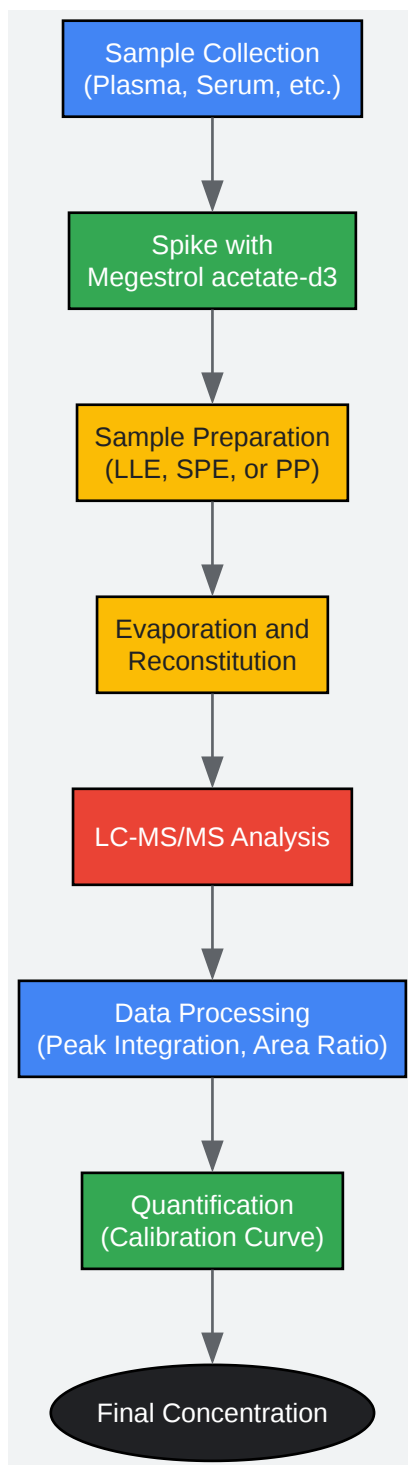 Sample Collection
(Plasma, Serum, etc.)
Spike with
Megestrol acetate-d3
Sample Preparation
(LLE, SPE, or PP)
Evaporation and
Reconstitution
LC-MS/MS Analysis
Data Processing
(Peak Integration, Area Ratio)
Quantification
(Calibration Curve)
Final Concentration